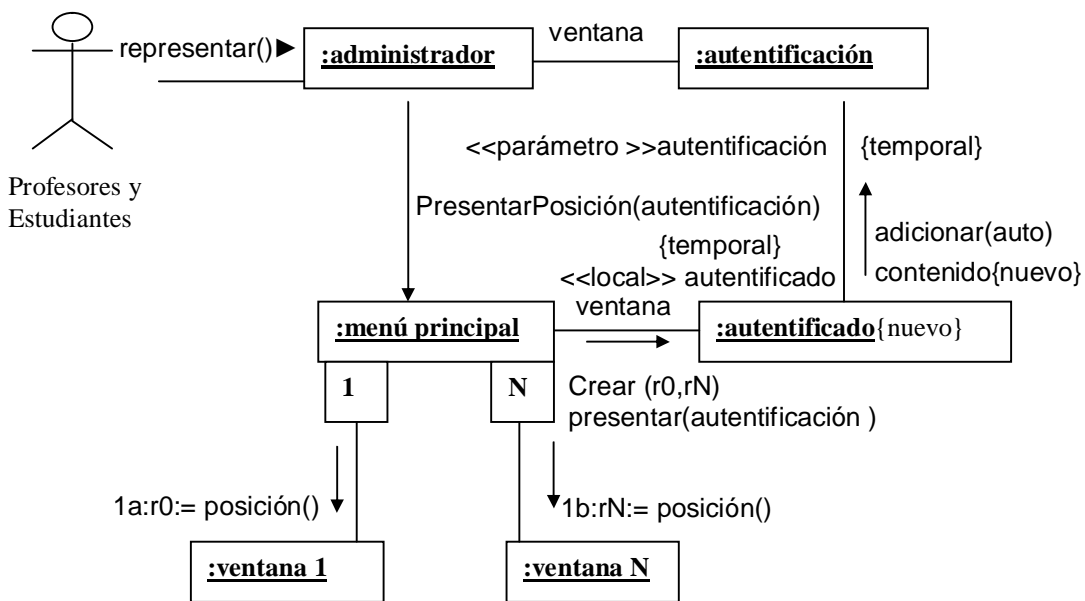 representar()
:administrador
ventana
:autentificación
<<parámetro >>autentificación
{temporal}
Profesores y
Estudiantes
PresentarPosición(autentificación)
{temporal}
<<local>> autentificado
ventana
adicionar(auto)
contenido{nuevo}
:menú principal
:autentificado{nuevo}
1
N
Crear (r0,rN)
presentar(autentificación )
1a:r0:= posición()
1b:rN:= posición()
:ventana 1
:ventana N